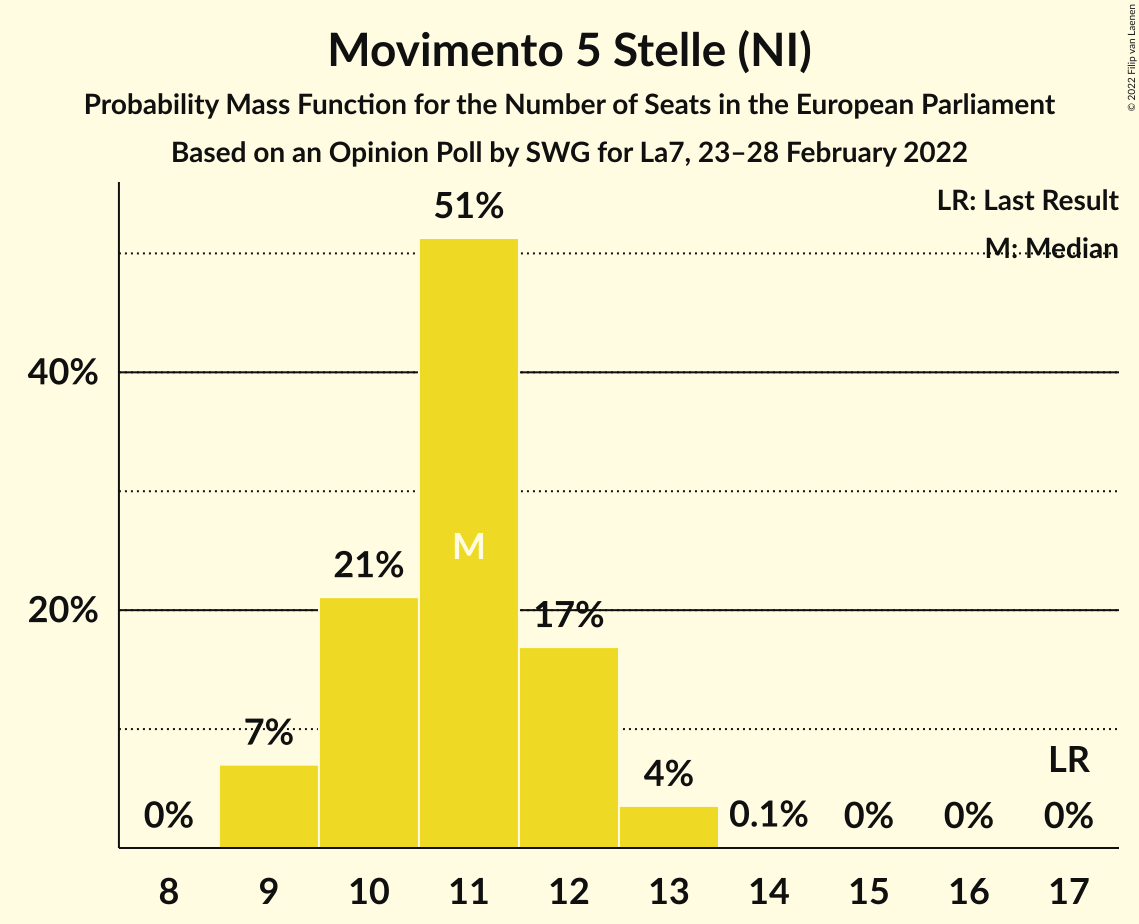 © 2022 Filip van Laenen
Movimento 5 Stelle (NI)
Probability Mass Function for the Number of Seats in the European Parliament
Based on an Opinion Poll by SWG for La7, 23–28 February 2022
LR: Last Result
M: Median
51%
40%
M
21%
20%
17%
7%
4%
LR
0%
0.1%
0%
0%
0%
8 9 10 11 12 13 14 15 16 17